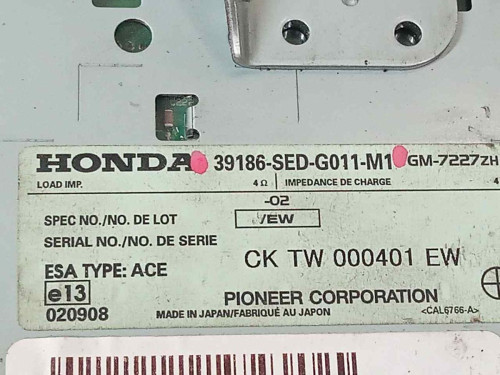 HONDA 39186-SED-G011-M1 GM-7227ZH
LOAD IMP. 4 Ω IMPEDANCE DE CHARGE 4
-02
SPEC NO./NO. DE LOT /EW
SERIAL NO./NO. DE SERIE
CK TW 000401 EW
ESA TYPE: ACE
e13
020908
PIONEER CORPORATION
MADE IN JAPAN/FABRIQUÉ AU JAPON <CAL6766-A>